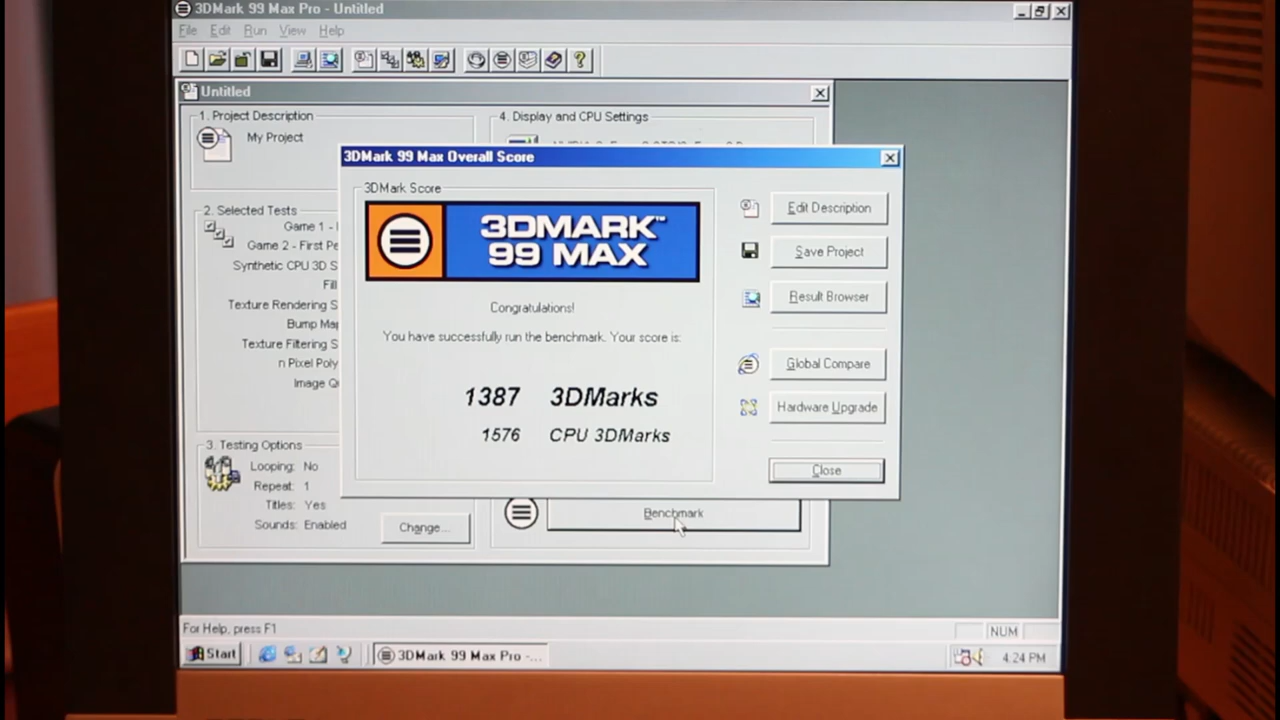 3DMark 99 Max Pro - Untitled
File Edit Run View Help
Untitled
1. Project Description
My Project
2. Selected Tests
Game 1 -
Game 2 - First Pe
Synthetic CPU 3D S
Fill
Texture Rendering S
Bump Ma
Texture Filtering S
n Pixel Poly
Image Q
3. Testing Options
Looping: No
Repeat: 1
Titles: Yes
Sounds: Enabled
Change...
4. Display and CPU Settings
Benchmark
3DMark 99 Max Overall Score
3DMark Score
3DMARK™
99 MAX
Congratulations!
You have successfully run the benchmark. Your score is:
1387 3DMarks
1576 CPU 3DMarks
Edit Description
Save Project
Result Browser
Global Compare
Hardware Upgrade
Close
For Help, press F1
NUM
Start
3DMark 99 Max Pro -...
4:24 PM